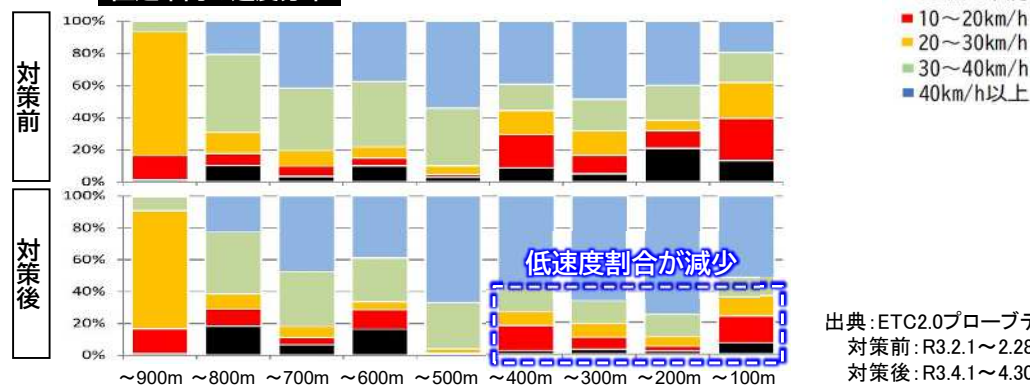 100%
80%
60%
40%
20%
0%
対策前
100%
80%
60%
40%
20%
0%
対策後
低速度割合が減少
~900m ~800m ~700m ~600m ~500m ~400m ~300m ~200m ~100m
10~20km/h
20~30km/h
30~40km/h
40km/h以上
出典:ETC2.0プローブデ
対策前:R3.2.1~2.28
対策後:R3.4.1~4.30